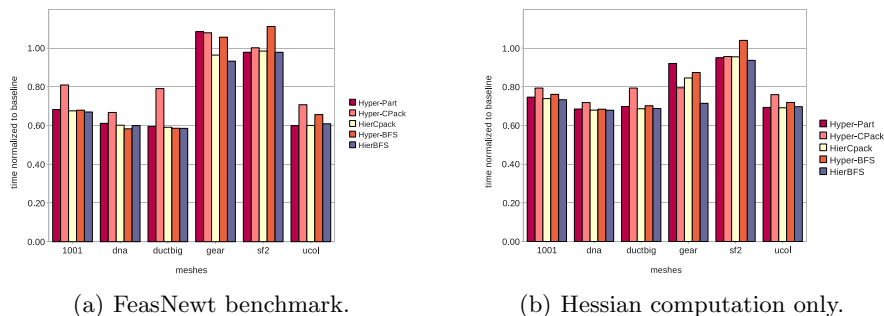 1.00
0.80
0.60
0.40
0.20
0.00
time normalized to baseline
1001 dna ductbig gear sf2 ucol
meshes
Hyper-Part
Hyper-CPack
HierCpack
Hyper-BFS
HierBFS
(a) FeasNewt benchmark.
1.00
0.80
0.60
0.40
0.20
0.00
time normalized to baseline
1001 dna ductbig gear sf2 ucol
meshes
Hyper-Part
Hyper-CPack
HierCpack
Hyper-BFS
HierBFS
(b) Hessian computation only.